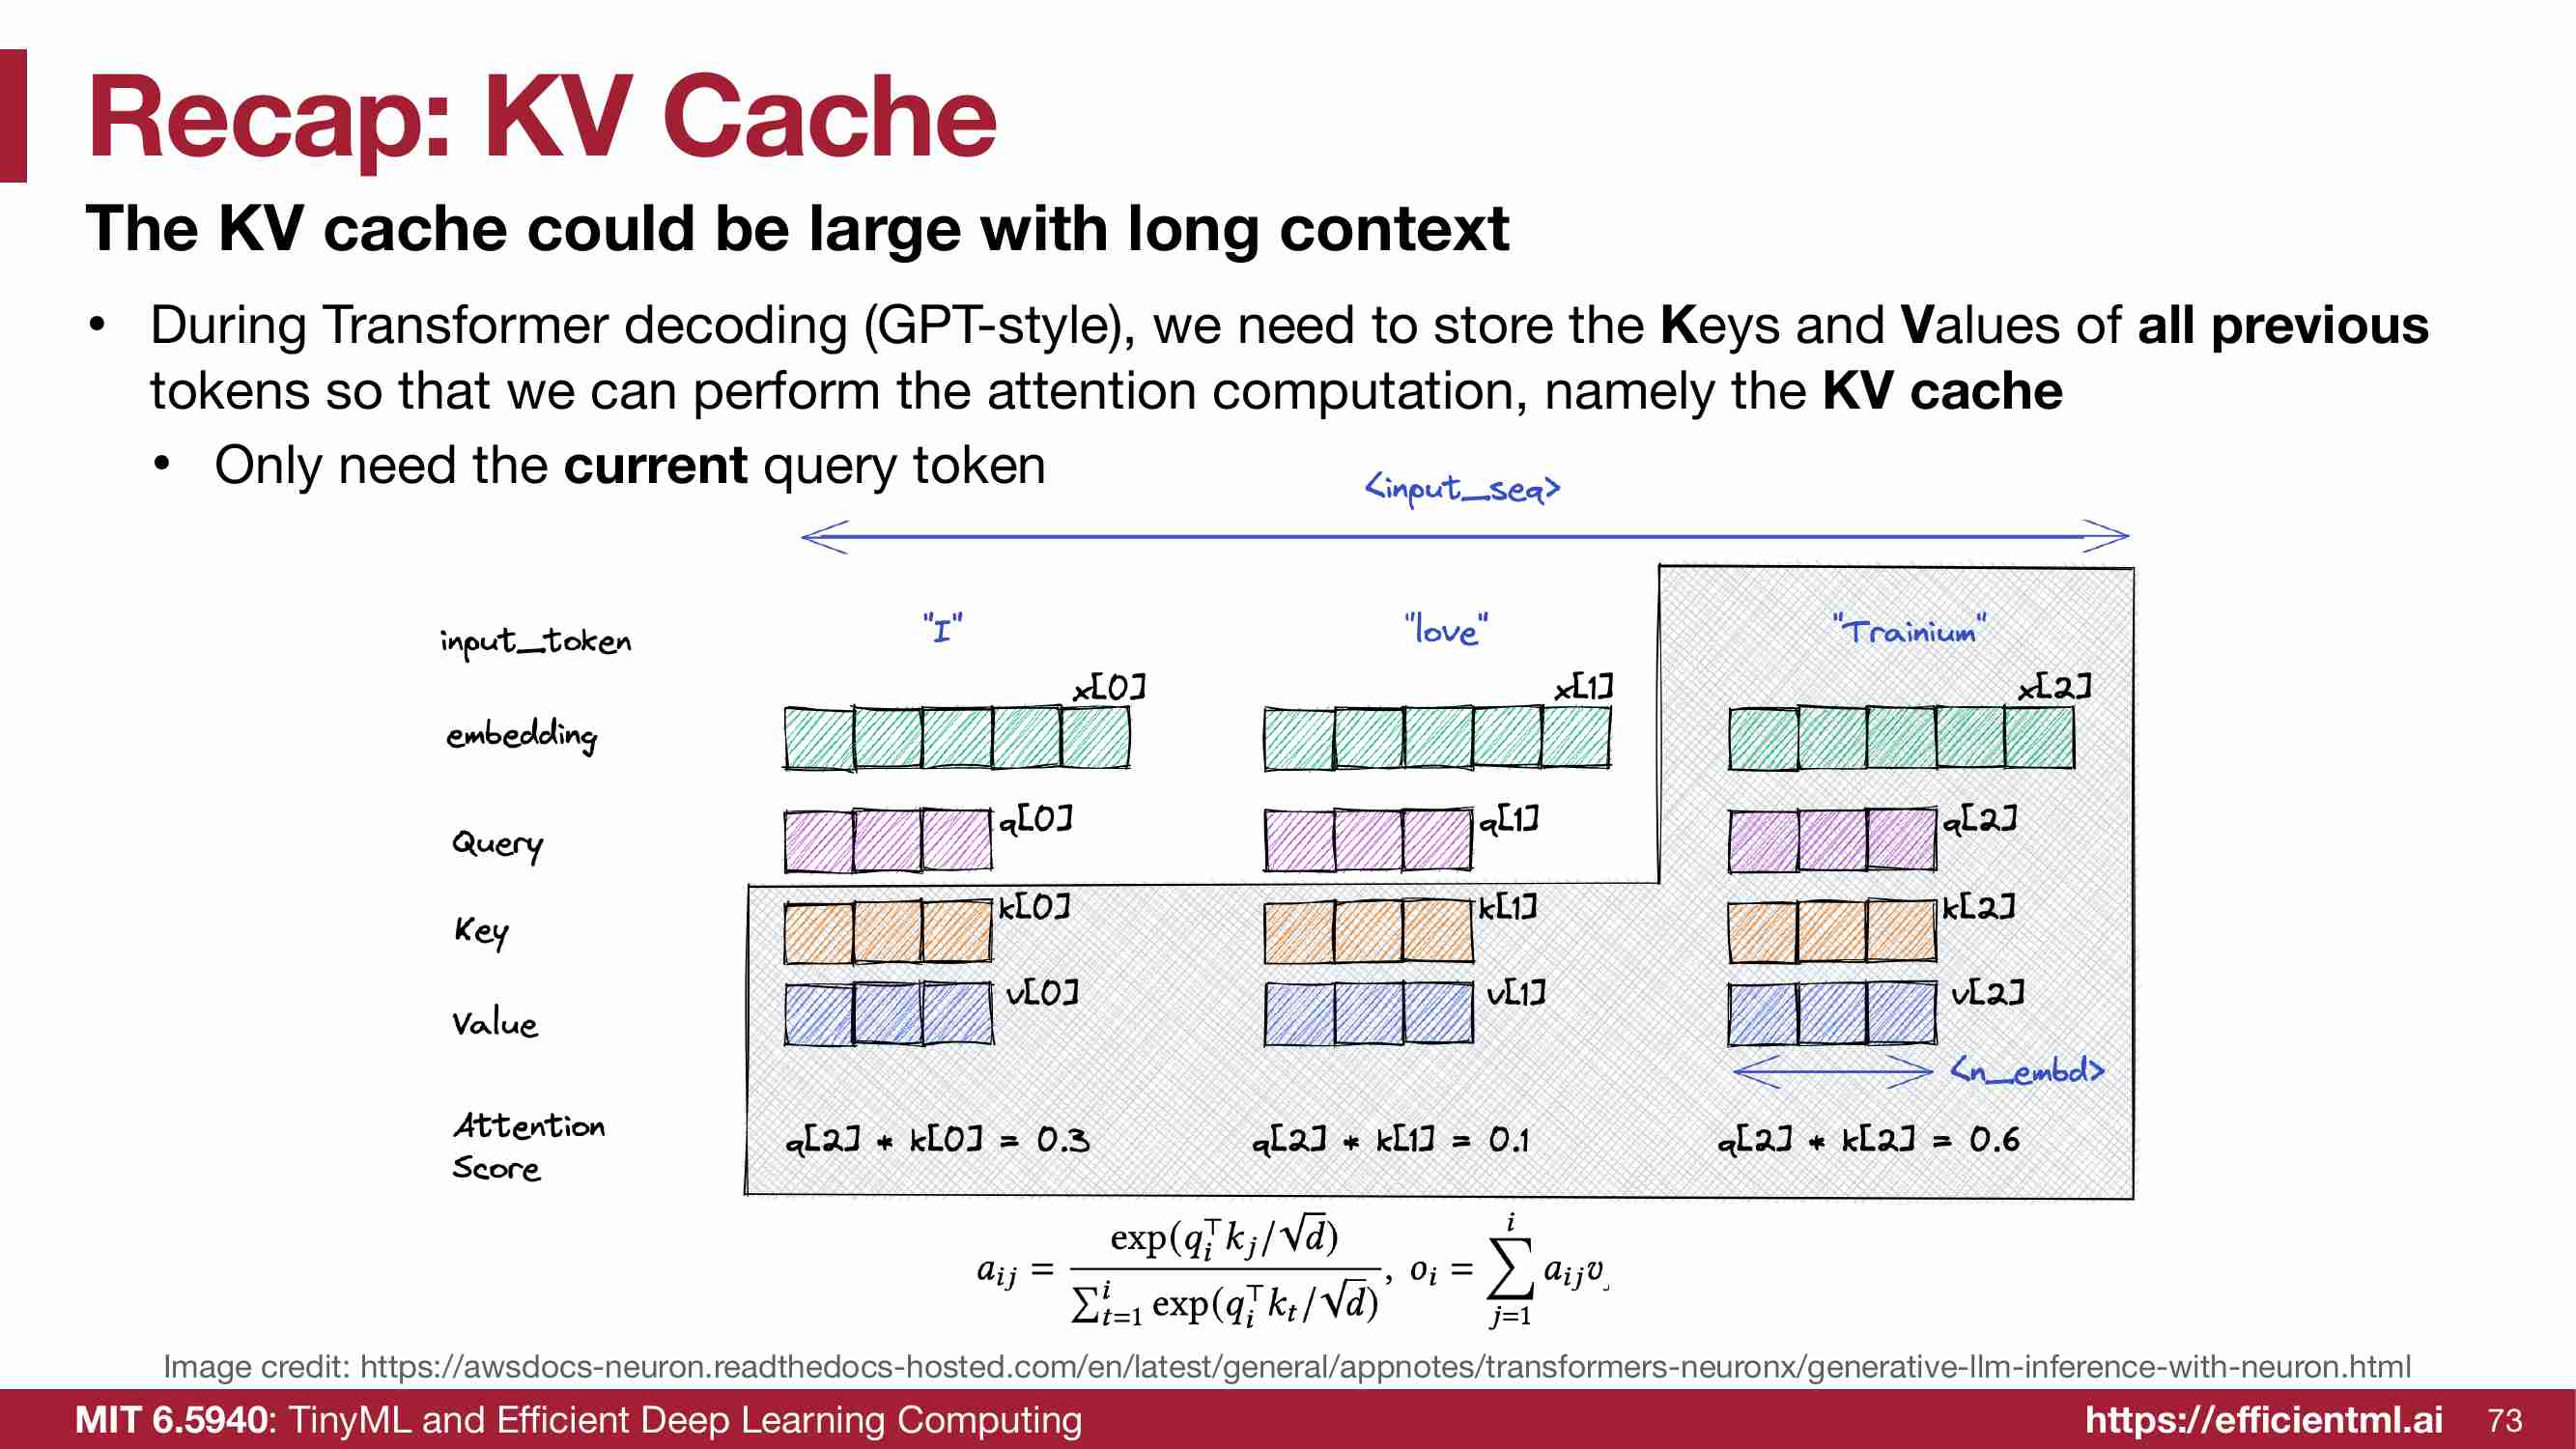 Recap: KV Cache
The KV cache could be large with long context
• During Transformer decoding (GPT-style), we need to store the Keys and Values of all previous
tokens so that we can perform the attention computation, namely the KV cache
• Only need the current query token
<input_seq>
input_token "I" "love" "Trainium"
x[0] x[1] x[2]
embedding
q[0] q[1] q[2]
Query
k[0] k[1] k[2]
Key
v[0] v[1] v[2]
Value
<n_embd>
Attention
Score
q[2] * k[0] = 0.3 q[2] * k[1] = 0.1 q[2] * k[2] = 0.6
a_{ij} = \frac{\exp(q_i^⊤ k_j / \sqrt{d})}{\sum_{t=1}^{i} \exp(q_i^⊤ k_t / \sqrt{d})}, o_i = \sum_{j=1}^{i} a_{ij} v
Image credit: https://awsdocs-neuron.readthedocs-hosted.com/en/latest/general/appnotes/transformers-neuronx/generative-llm-inference-with-neuron.html
MIT 6.5940: TinyML and Efficient Deep Learning Computing https://efficientml.ai 73